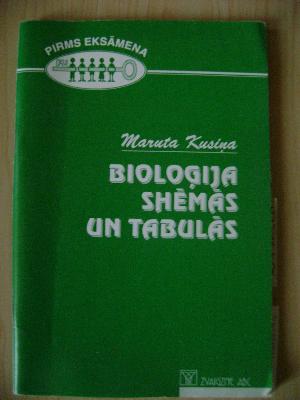 PIRMS EKSĀMENA
Maruta Kusiņa
BIOLOĢIJA
SHĒMĀS
UN TABULĀS
ZVAIGZNE ABC